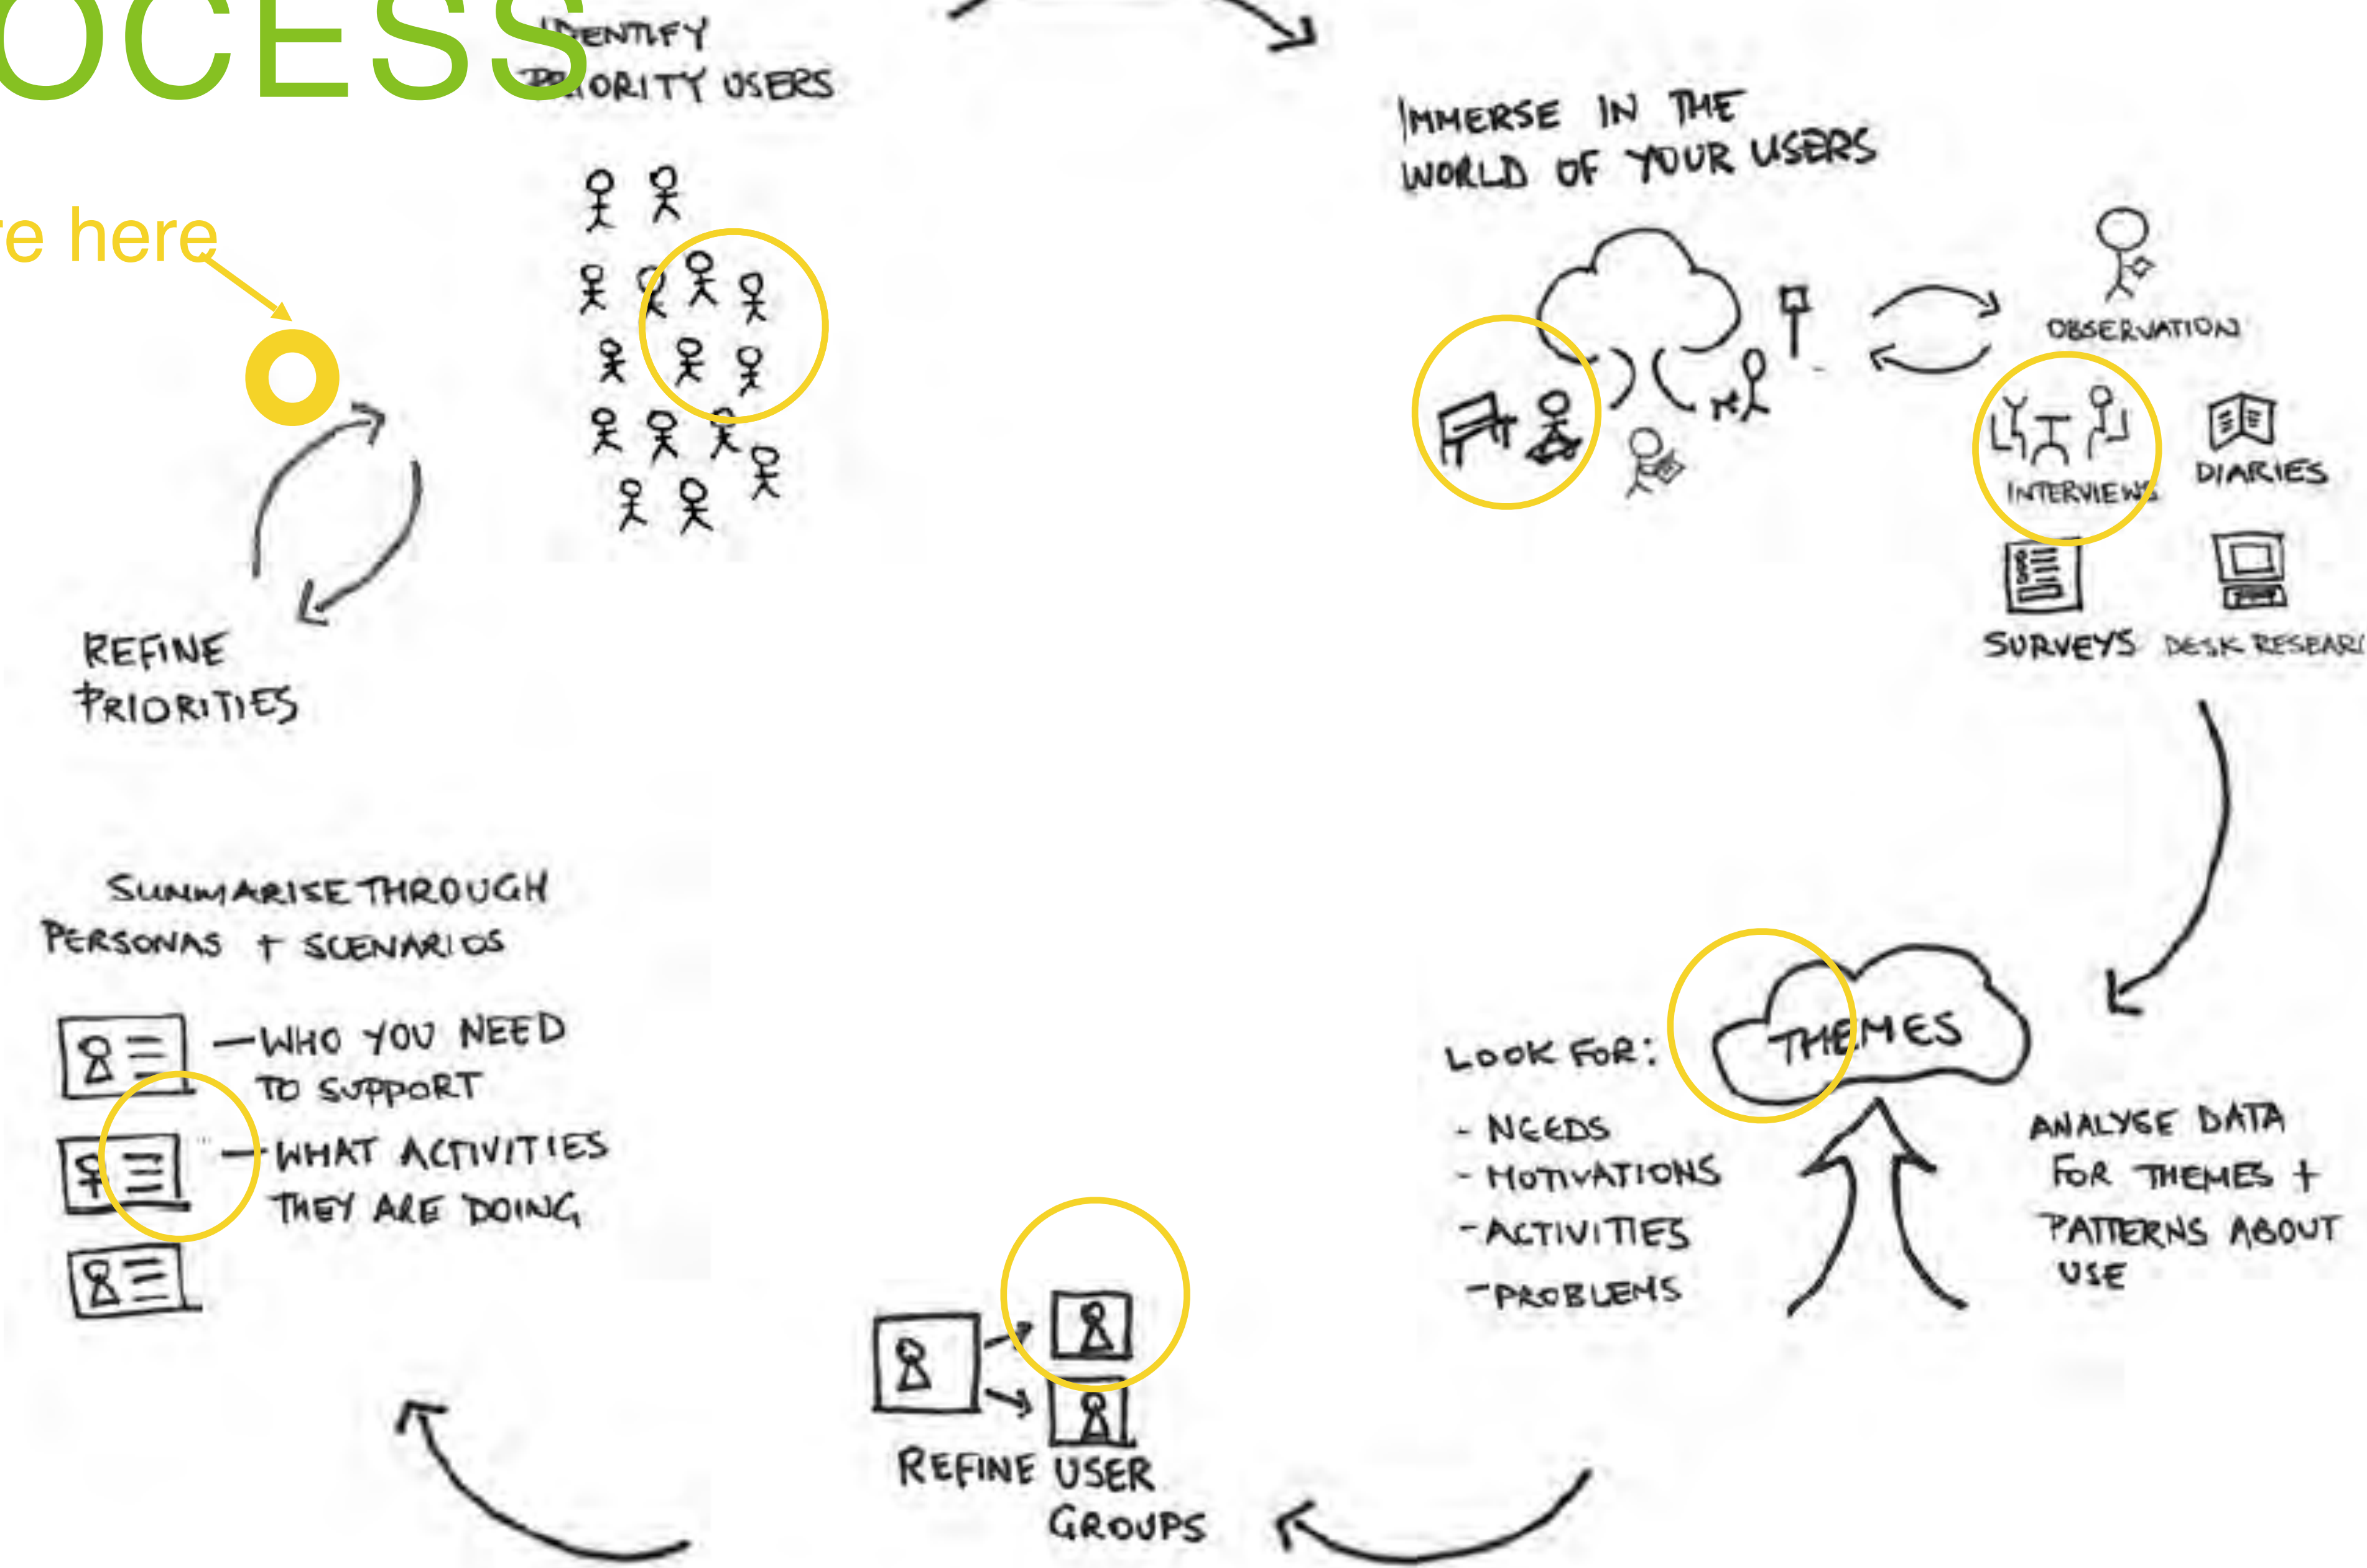 OCESS
re here
IDENTIFY
PRIORITY USERS
IMMERSE IN THE
WORLD OF YOUR USERS
OBSERVATION
INTERVIEWS
DIARIES
SURVEYS
DESK RESEARC
REFINE
PRIORITIES
SUMMARISE THROUGH
PERSONAS + SCENARIOS
- WHO YOU NEED
TO SUPPORT
- WHAT ACTIVITIES
THEY ARE DOING
LOOK FOR:
- NEEDS
- MOTIVATIONS
- ACTIVITIES
- PROBLEMS
THEMES
ANALYSE DATA
FOR THEMES +
PATTERNS ABOUT
USE
REFINE USER
GROUPS